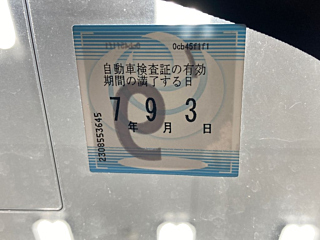 0cb45f1f1
自動車検査証の有効
期間の満了する日
7 9 3
年 月 日
2308553645